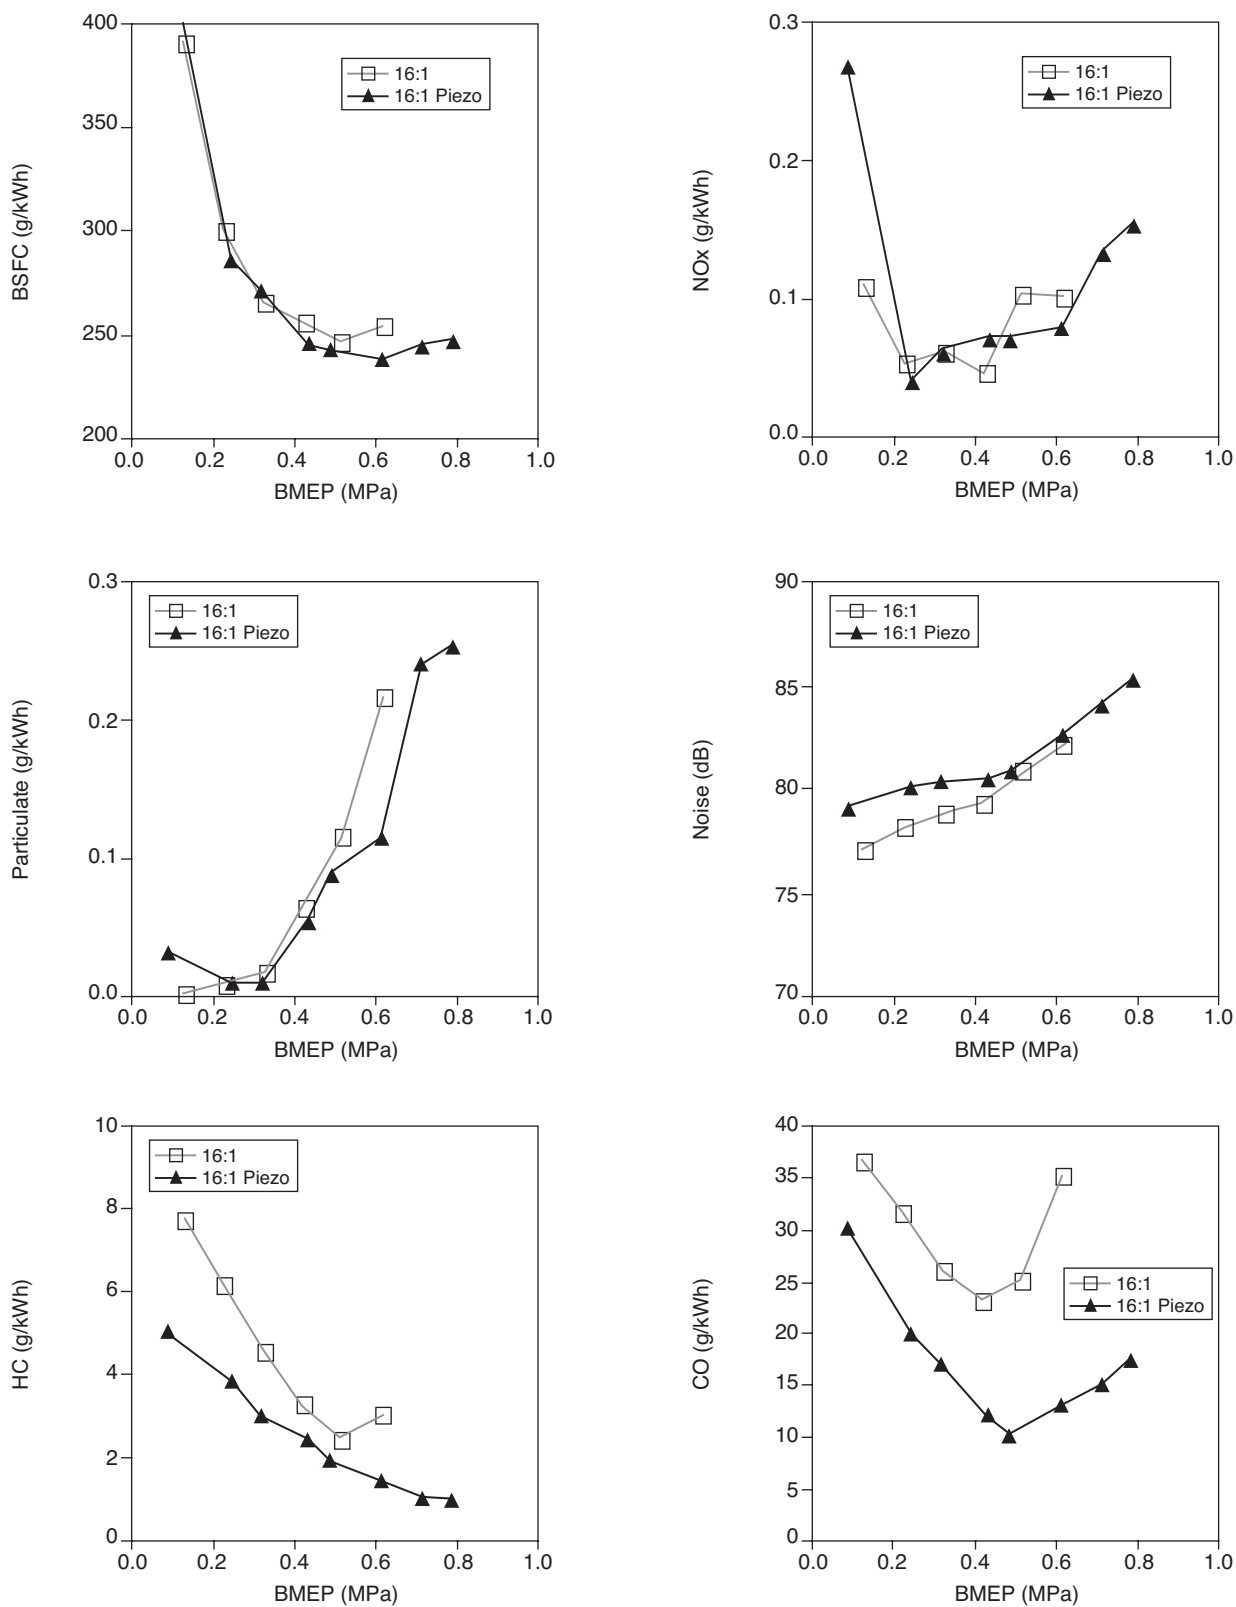 400
350
300
250
200
BSFC (g/kWh)
16:1
16:1 Piezo
0.0 0.2 0.4 0.6 0.8 1.0
BMEP (MPa)
0.3
0.2
0.1
0.0
NOx (g/kWh)
16:1
16:1 Piezo
0.0 0.2 0.4 0.6 0.8 1.0
BMEP (MPa)
0.3
0.2
0.1
0.0
Particulate (g/kWh)
16:1
16:1 Piezo
0.0 0.2 0.4 0.6 0.8 1.0
BMEP (MPa)
90
85
80
75
70
Noise (dB)
16:1
16:1 Piezo
0.0 0.2 0.4 0.6 0.8 1.0
BMEP (MPa)
10
8
6
4
2
0
HC (g/kWh)
16:1
16:1 Piezo
0.0 0.2 0.4 0.6 0.8 1.0
BMEP (MPa)
40
35
30
25
20
15
10
5
0
CO (g/kWh)
16:1
16:1 Piezo
0.0 0.2 0.4 0.6 0.8 1.0
BMEP (MPa)